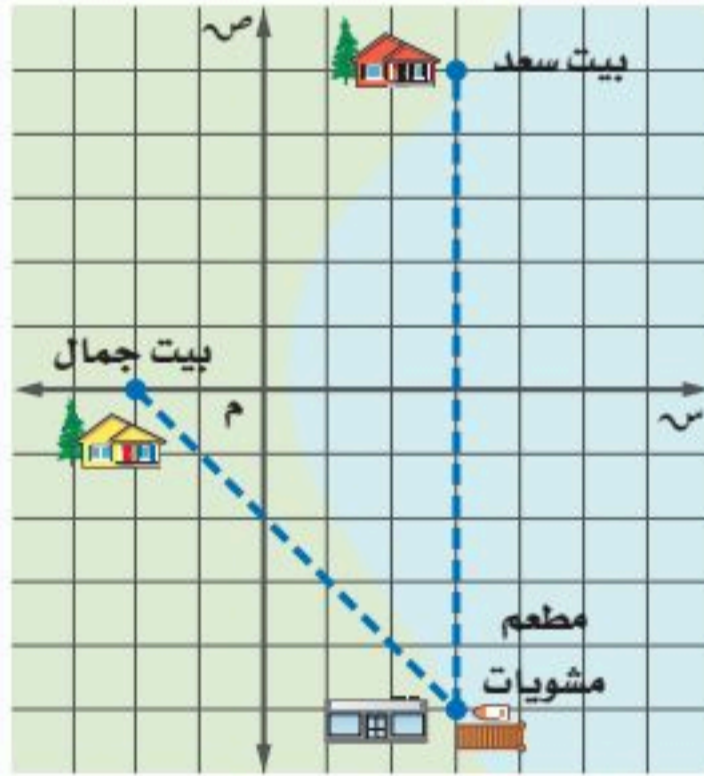 ص
بيت سعد
بيت جمال
م
س
مطعم
مشويات